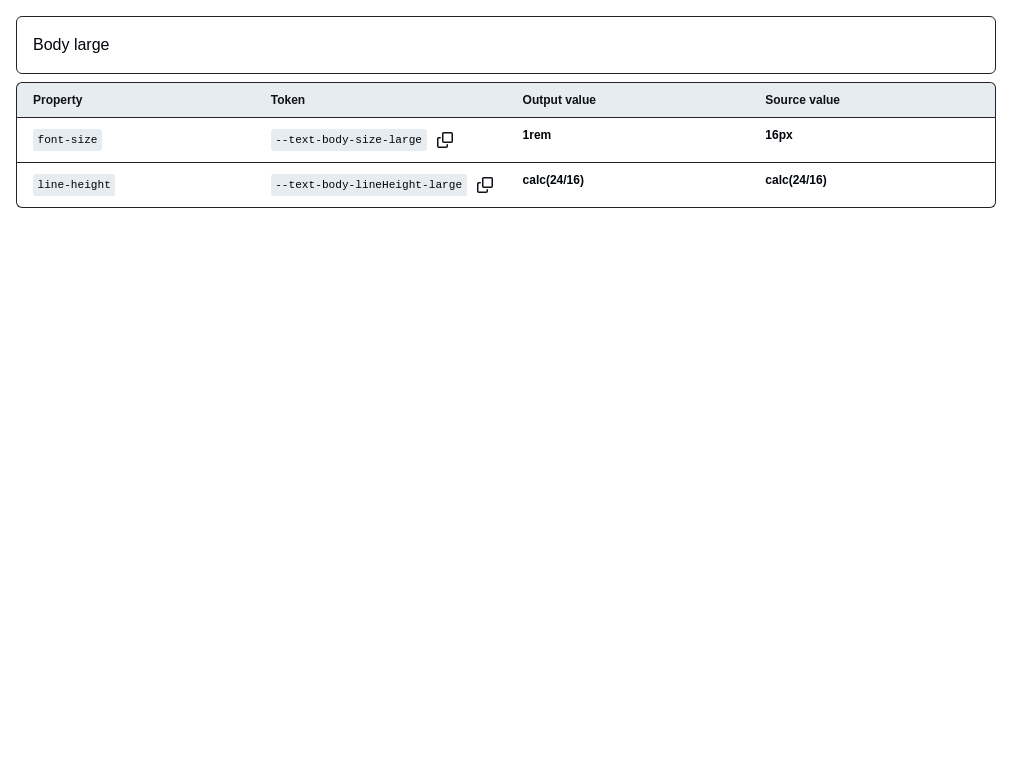 Body large
Property Token Output value Source value
font-size --text-body-size-large 1rem 16px
line-height --text-body-lineHeight-large calc(24/16) calc(24/16)